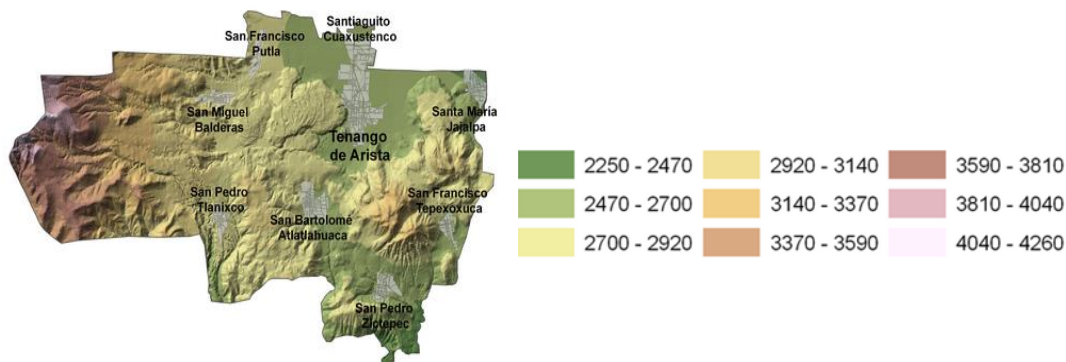 Santiaguito
Cuaxustenco
San Francisco
Putla
San Miguel
Balderas
Santa María
Jajalpa
Tenango
de Arista
San Pedro
Tlanixco
San Bartolomé
Atlatlahuaca
San Francisco
Tepexoxuca
San Pedro
Zictepec
2250 - 2470
2470 - 2700
2700 - 2920
2920 - 3140
3140 - 3370
3370 - 3590
3590 - 3810
3810 - 4040
4040 - 4260